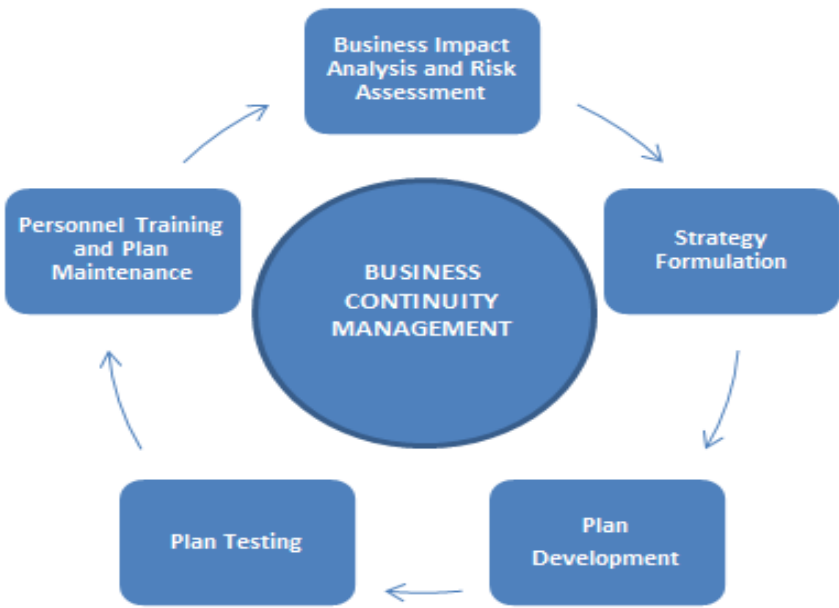 Business Impact
Analysis and Risk
Assessment
Strategy
Formulation
Plan
Development
Plan Testing
Personnel Training
and Plan
Maintenance
BUSINESS
CONTINUITY
MANAGEMENT